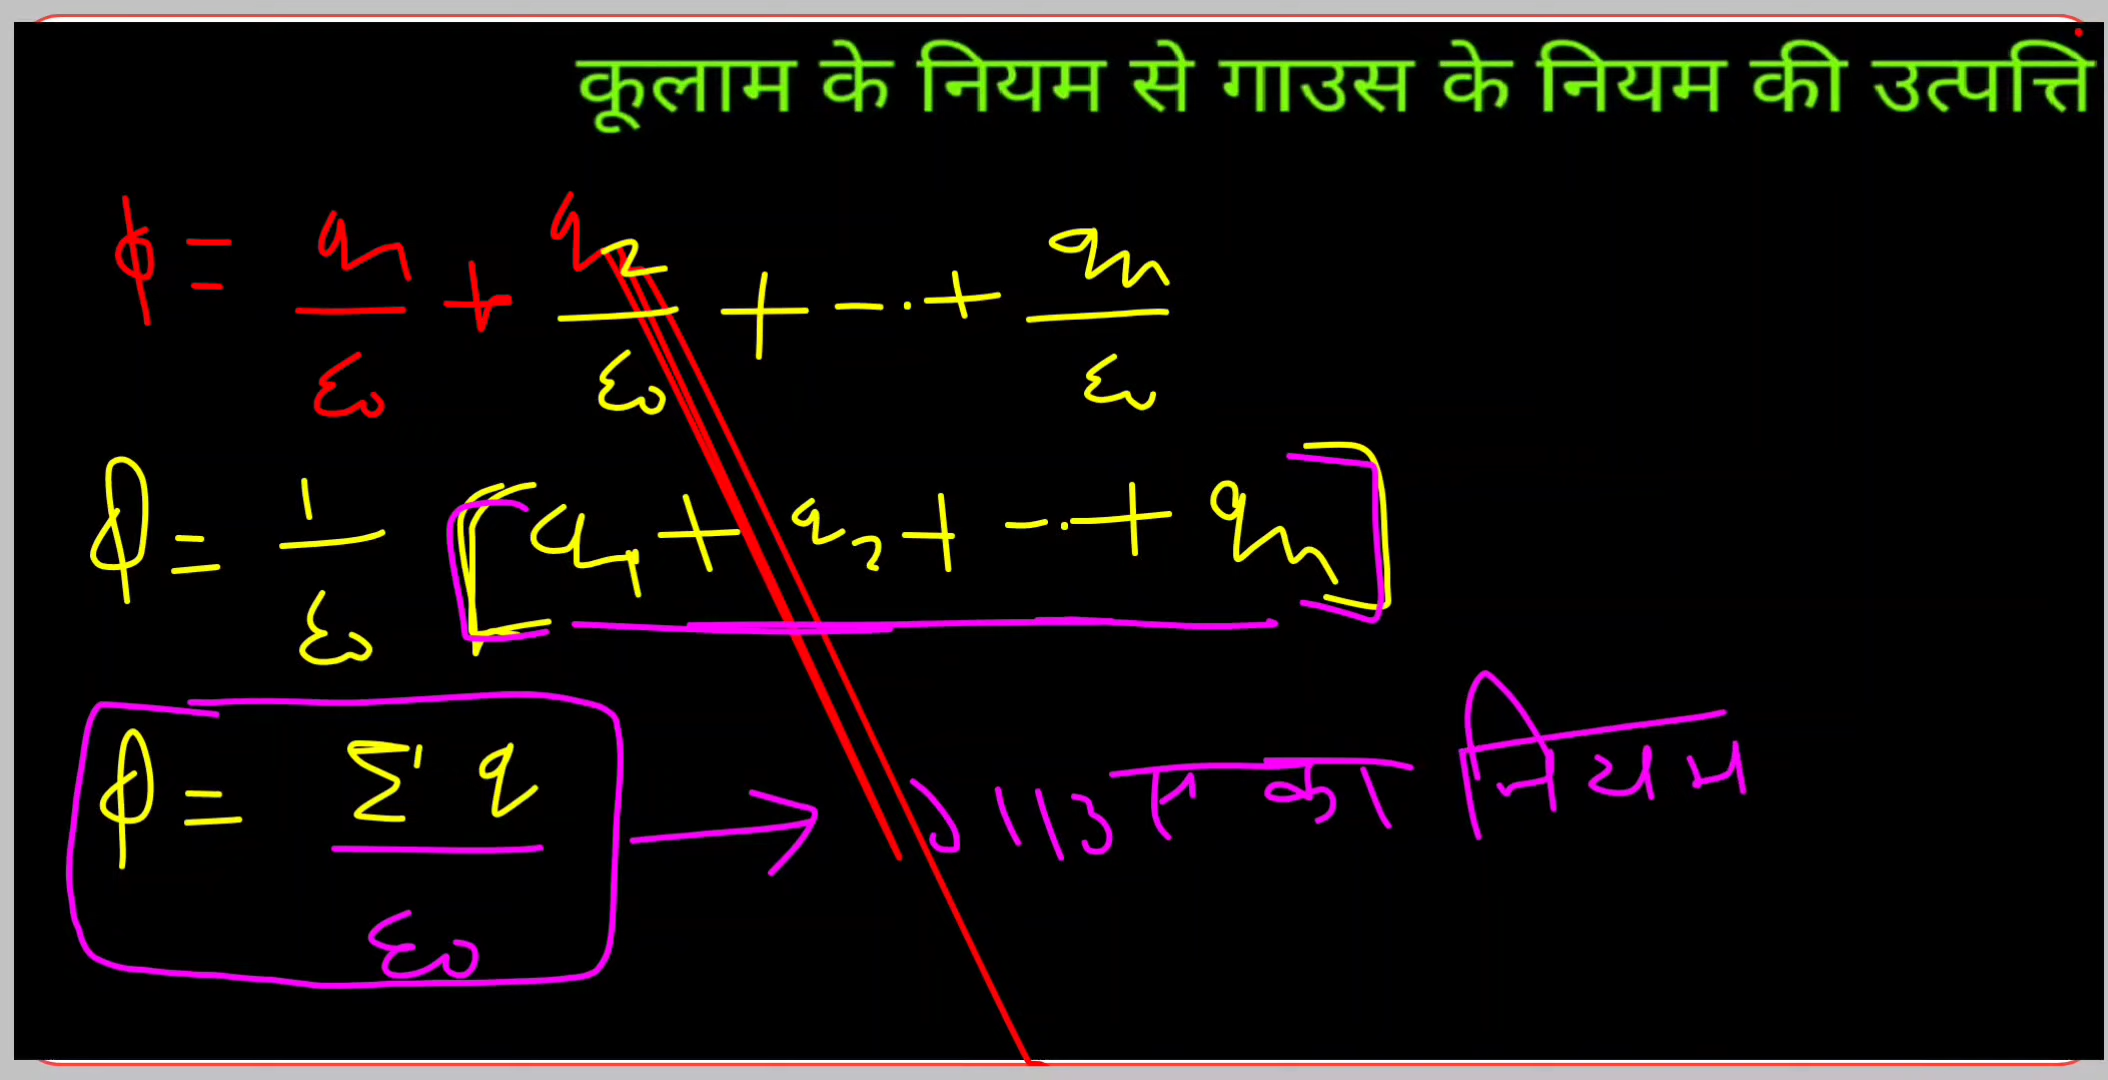 कूलाम के नियम से गाउस के नियम की उत्पत्ति
ϕ = q₁/ε₀ + q₂/ε₀ + --·+ qₙ/ε₀
ϕ = 1/ε₀ [q₁ + q₂ + --·+ qₙ]
ϕ = Σq/ε₀ → गाउस का नियम